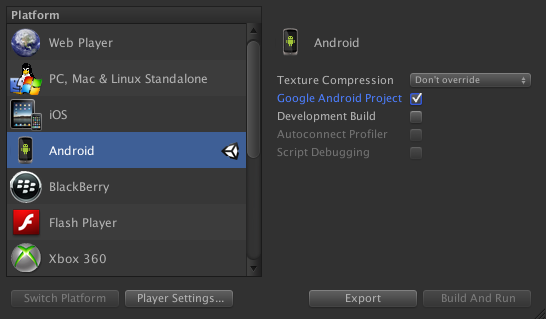 Platform
Web Player
PC, Mac & Linux Standalone
iOS
Android
BlackBerry
Flash Player
Xbox 360
Android
Texture Compression Don't override
Google Android Project
Development Build
Autoconnect Profiler
Script Debugging
Switch Platform Player Settings... Export Build And Run